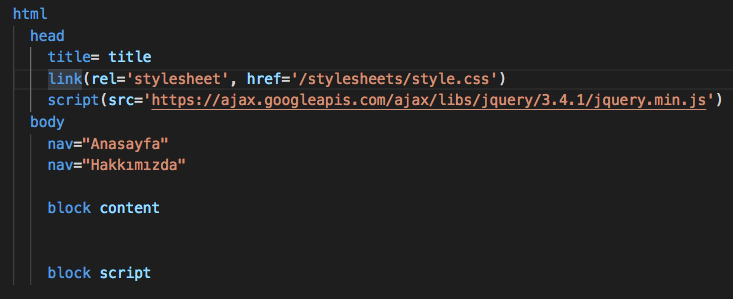 html
head
title= title
link(rel='stylesheet', href='/stylesheets/style.css')
script(src='https://ajax.googleapis.com/ajax/libs/jquery/3.4.1/jquery.min.js')
body
nav="Anasayfa"
nav="Hakkımızda"
block content
block script